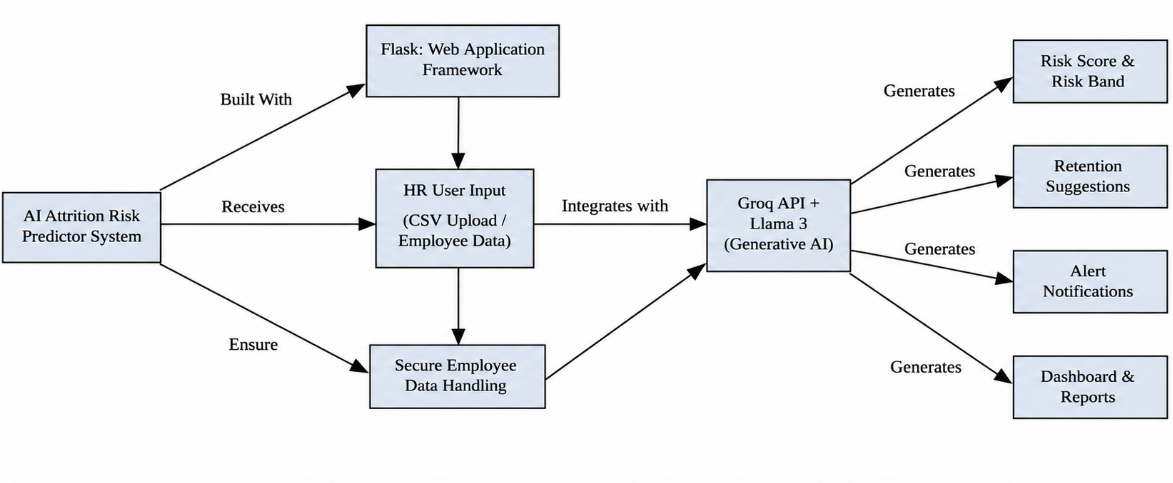 Flask: Web Application
Framework
Built With
AI Attrition Risk
Predictor System
Receives
HR User Input
(CSV Upload /
Employee Data)
Ensure
Secure Employee
Data Handling
Integrates with
Groq API +
Llama 3
(Generative AI)
Generates
Risk Score &
Risk Band
Generates
Retention
Suggestions
Generates
Alert
Notifications
Generates
Dashboard &
Reports